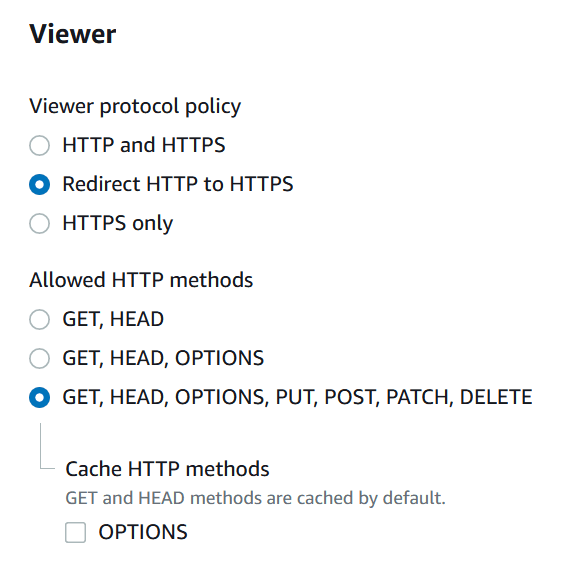 Viewer
Viewer protocol policy
HTTP and HTTPS
Redirect HTTP to HTTPS
HTTPS only
Allowed HTTP methods
GET, HEAD
GET, HEAD, OPTIONS
GET, HEAD, OPTIONS, PUT, POST, PATCH, DELETE
Cache HTTP methods
GET and HEAD methods are cached by default.
OPTIONS